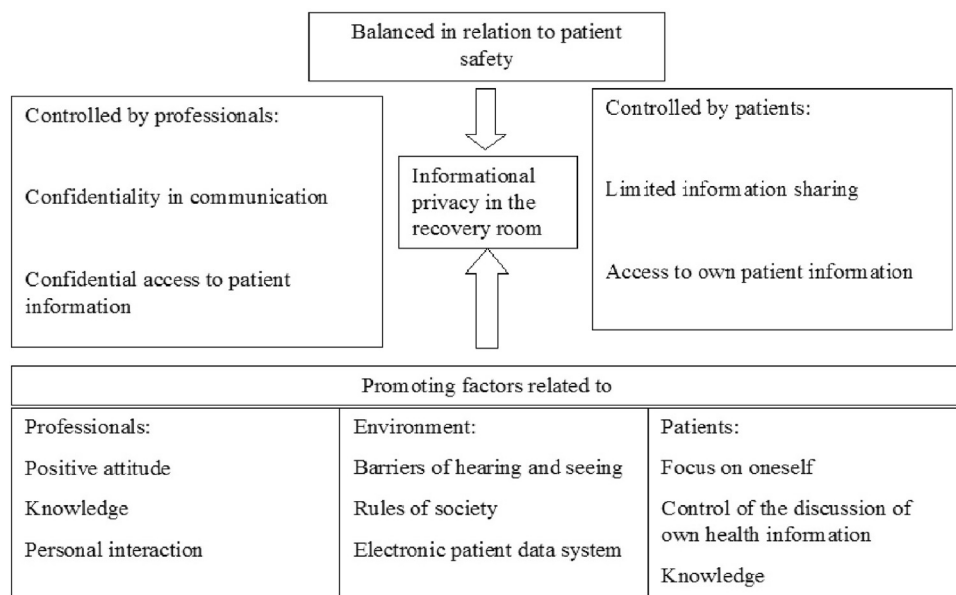 Balanced in relation to patient
safety
Controlled by professionals:
Confidentiality in communication
Confidential access to patient
information
Informational
privacy in the
recovery room
Controlled by patients:
Limited information sharing
Access to own patient information
Promoting factors related to
Professionals:
Positive attitude
Knowledge
Personal interaction
Environment:
Barriers of hearing and seeing
Rules of society
Electronic patient data system
Patients:
Focus on oneself
Control of the discussion of
own health information
Knowledge